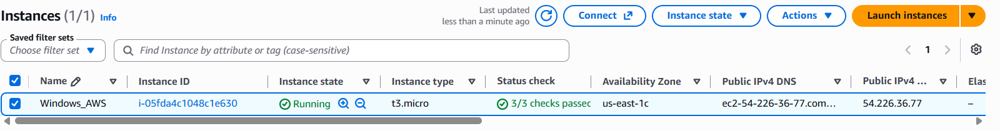 Instances (1/1) Info
Last updated
less than a minute ago
Connect
Instance state
Actions
Launch instances
Saved filter sets
Choose filter set
Find Instance by attribute or tag (case-sensitive)
1
Name Instance ID Instance state Instance type Status check Availability Zone Public IPv4 DNS Public IPv4 ... Elas
Windows_AWS i-05fda4c1048c1e630 Running t3.micro 3/3 checks passed us-east-1c ec2-54-226-36-77.com... 54.226.36.77 –